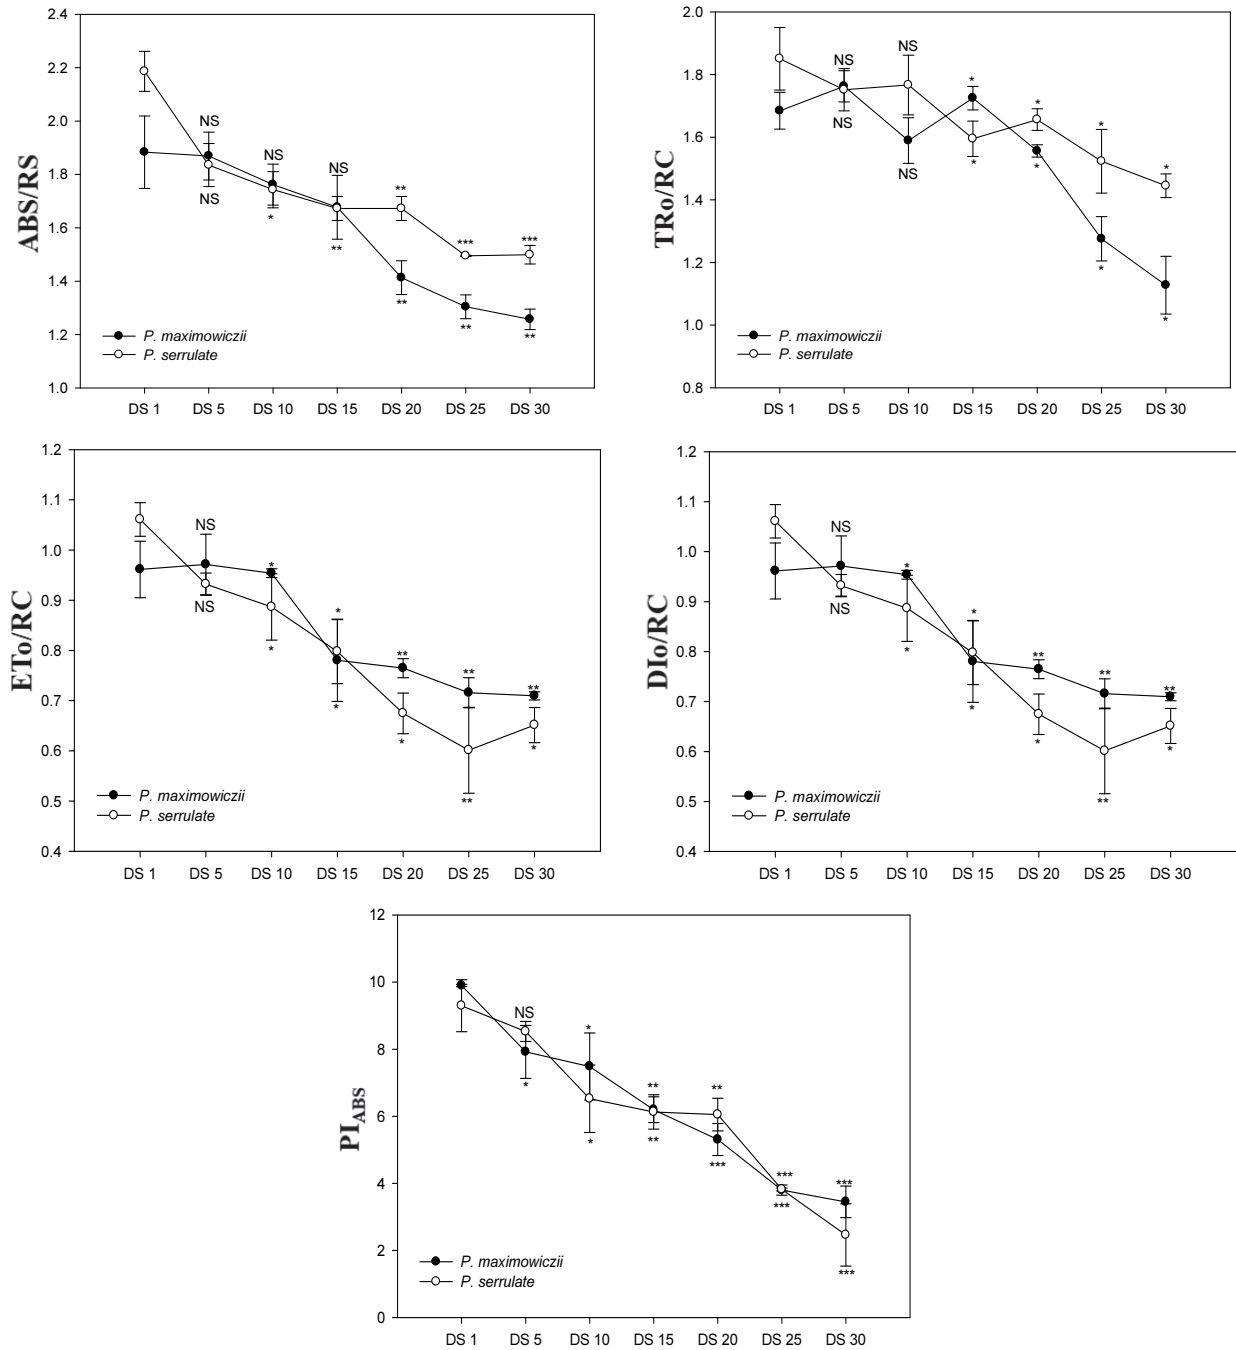 2.4
2.2
2.0
1.8
1.6
1.4
1.2
1.0
ABS/RS
NS
NS
NS
*
NS
**
**
**
***
**
***
**
P. maximowiczii
P. serrulate
DS 1 DS 5 DS 10 DS 15 DS 20 DS 25 DS 30
2.0
1.8
1.6
1.4
1.2
1.0
0.8
TRo/RC
NS
NS
NS
NS
*
*
*
*
*
*
*
*
P. maximowiczii
P. serrulate
DS 1 DS 5 DS 10 DS 15 DS 20 DS 25 DS 30
1.2
1.1
1.0
0.9
0.8
0.7
0.6
0.5
0.4
ETo/RC
NS
NS
*
*
*
*
**
*
**
**
**
*
P. maximowiczii
P. serrulate
DS 1 DS 5 DS 10 DS 15 DS 20 DS 25 DS 30
1.2
1.1
1.0
0.9
0.8
0.7
0.6
0.5
0.4
DIo/RC
NS
NS
*
*
*
*
**
*
**
**
**
*
P. maximowiczii
P. serrulate
DS 1 DS 5 DS 10 DS 15 DS 20 DS 25 DS 30
12
10
8
6
4
2
0
PI_ABS
NS
*
*
*
**
**
**
***
***
***
***
***
P. maximowiczii
P. serrulate
DS 1 DS 5 DS 10 DS 15 DS 20 DS 25 DS 30